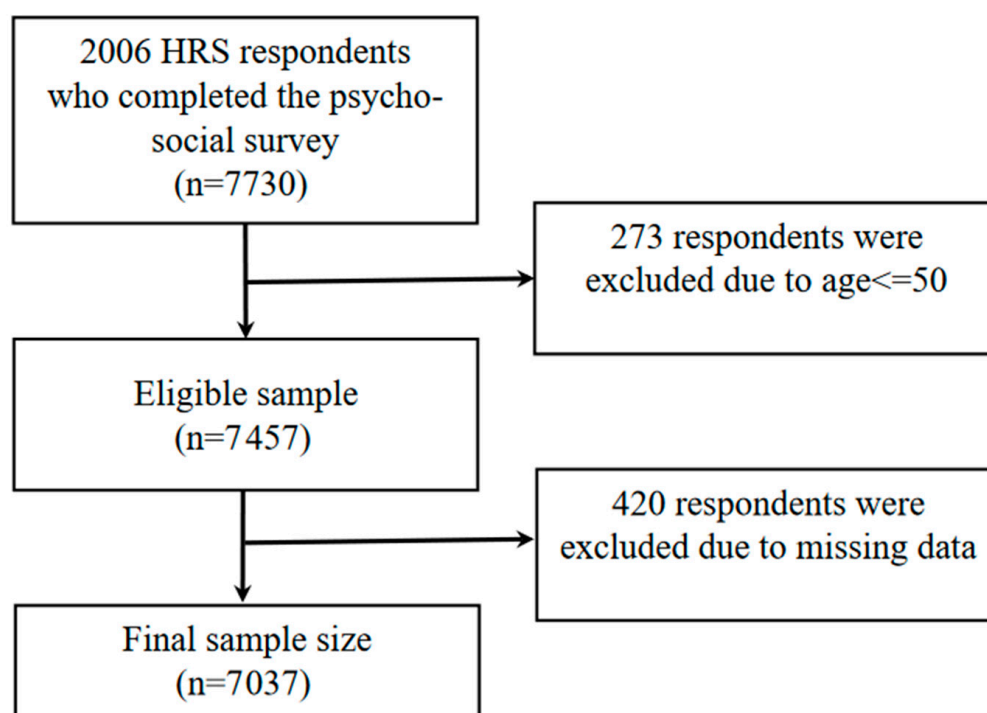 2006 HRS respondents
who completed the psycho-
social survey
(n=7730)
273 respondents were
excluded due to age<=50
Eligible sample
(n=7457)
420 respondents were
excluded due to missing data
Final sample size
(n=7037)